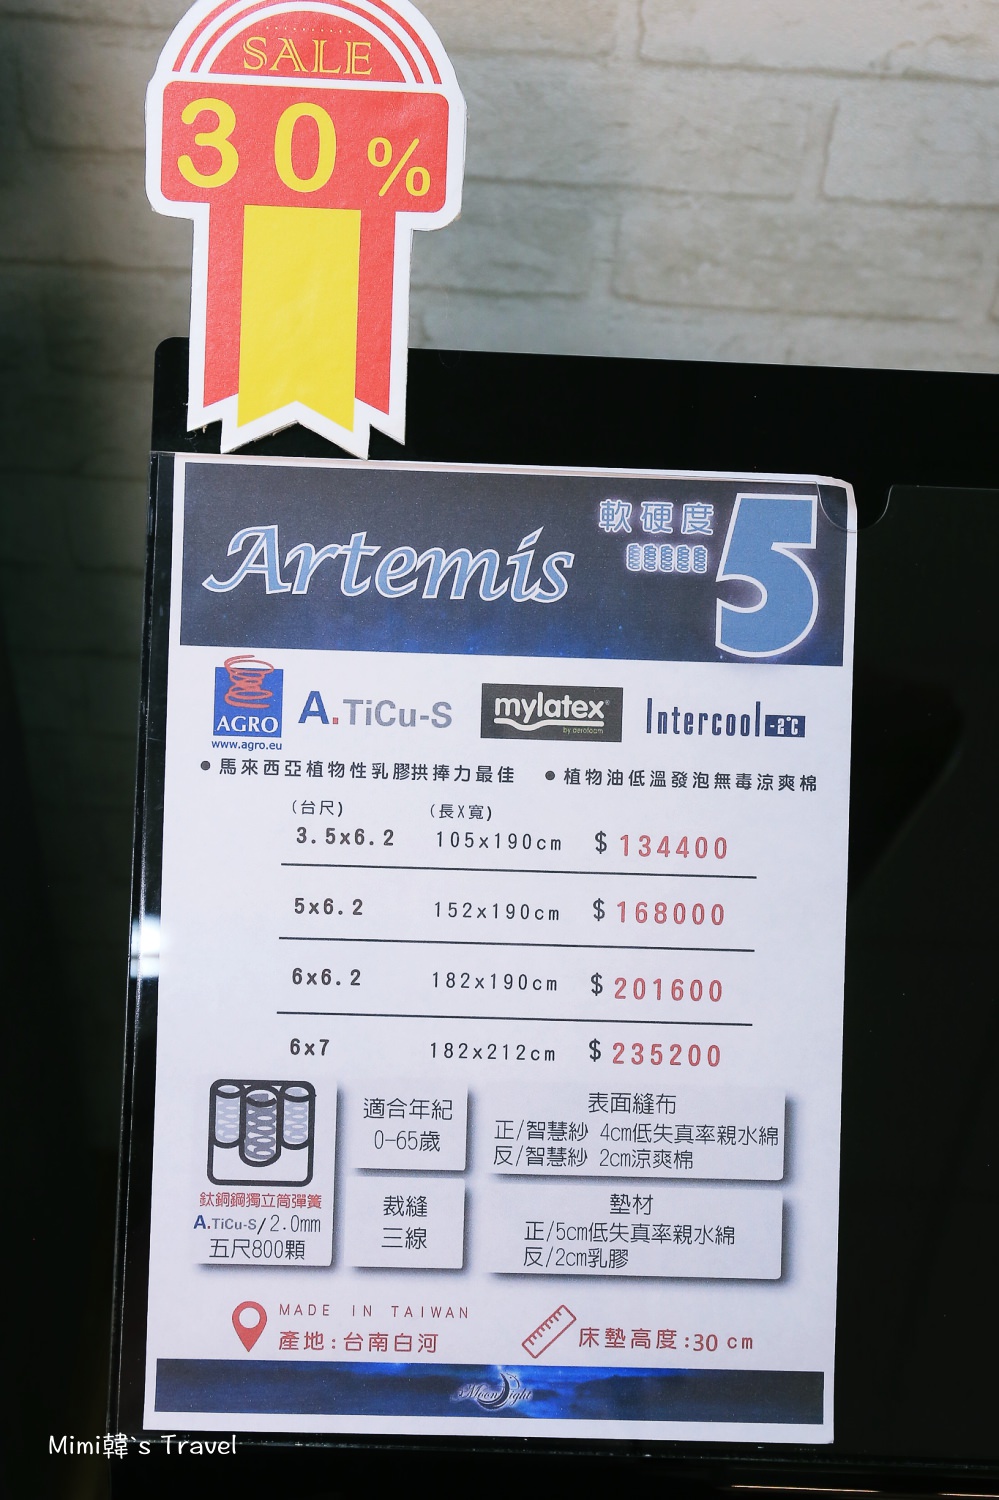 SALE
30%
Artemis
軟硬度
5
AGRO
www.agro.eu
A.TiCu-S
mylatex
by aerofoam
Intercool -2℃
● 馬來西亞植物性乳膠拱捧力最佳 ● 植物油低溫發泡無毒涼爽棉
(台尺) (長X寬)
3.5x6.2 105x190cm $ 134400
5x6.2 152x190cm $ 168000
6x6.2 182x190cm $ 201600
6x7 182x212cm $ 235200
鈦銅鋼獨立筒彈簧
A.TiCu-S/2.0mm
五尺800顆
適合年紀
0-65歲
裁縫
三線
表面縫布
正/智慧紗 4cm低失真率親水綿
反/智慧紗 2cm涼爽棉
墊材
正/5cm低失真率親水綿
反/2cm乳膠
MADE IN TAIWAN
產地:台南白河
床墊高度:30 cm
Moonlight
Mimi韓`s Travel